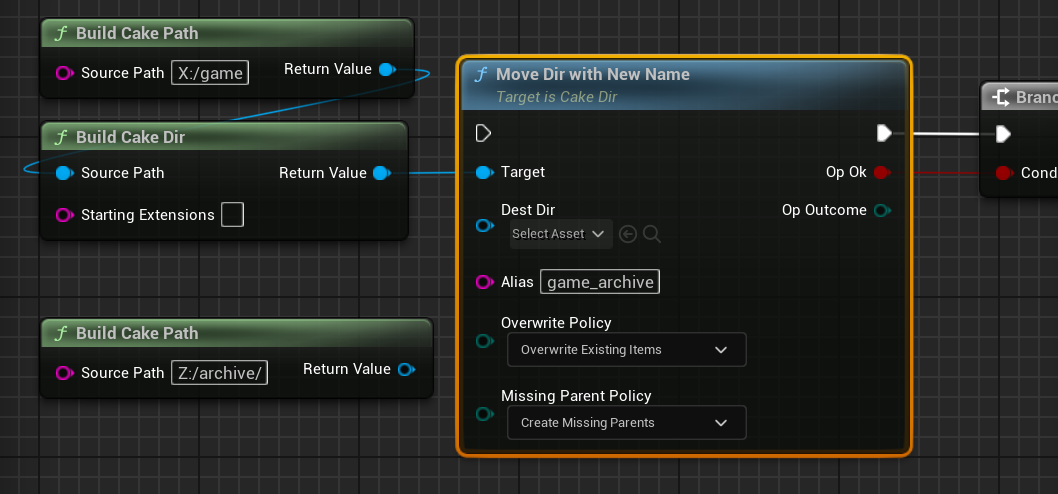 Build Cake Path
Source Path X:/game Return Value
Build Cake Dir
Source Path Return Value
Starting Extensions
Build Cake Path
Source Path Z:/archive/ Return Value
Move Dir with New Name
Target is Cake Dir
Target Op Ok
Dest Dir Op Outcome
Select Asset
Alias game_archive
Overwrite Policy
Overwrite Existing Items
Missing Parent Policy
Create Missing Parents
Branc
Cond